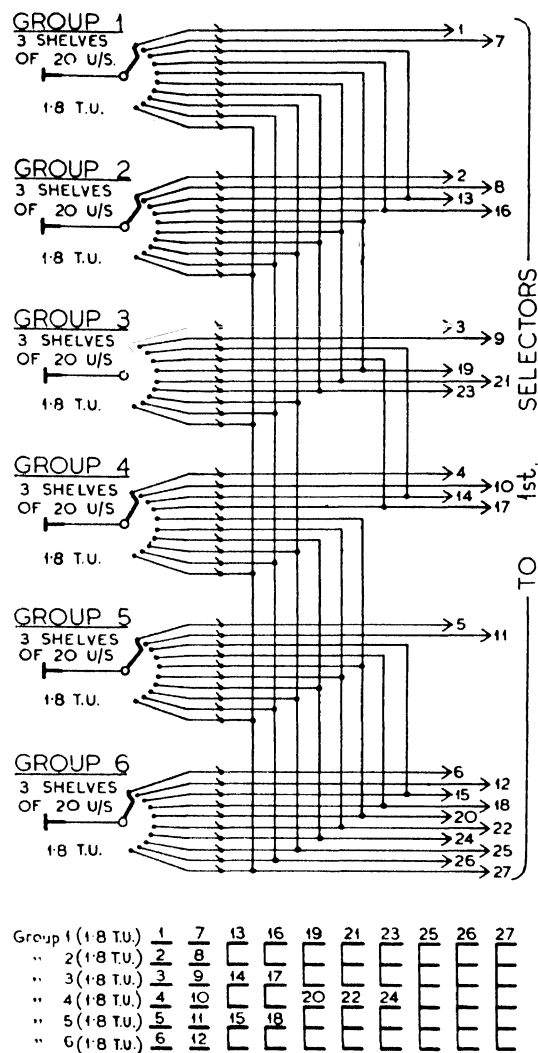 GROUP 1
3 SHELVES
OF 20 U/S.
1·8 T.U.
1
7
GROUP 2
3 SHELVES
OF 20 U/S
1·8 T.U.
2
8
13
16
GROUP 3
3 SHELVES
OF 20 U/S
1·8 T.U.
3
9
19
21
23
GROUP 4
3 SHELVES
OF 20 U/S
1·8 T.U.
4
10
14
17
GROUP 5
3 SHELVES
OF 20 U/S
1·8 T.U.
5
11
GROUP 6
3 SHELVES
OF 20 U/S
1·8 T.U.
6
12
15
18
20
22
24
25
26
27
TO 1st. SELECTORS
Group 1 (1·8 T.U.) 1 7 13 16 19 21 23 25 26 27
" 2 (1·8 T.U.) 2 8
" 3 (1·8 T.U.) 3 9 14 17
" 4 (1·8 T.U.) 4 10 20 22 24
" 5 (1·8 T.U.) 5 11 15 18
" 6 (1·8 T.U.) 6 12